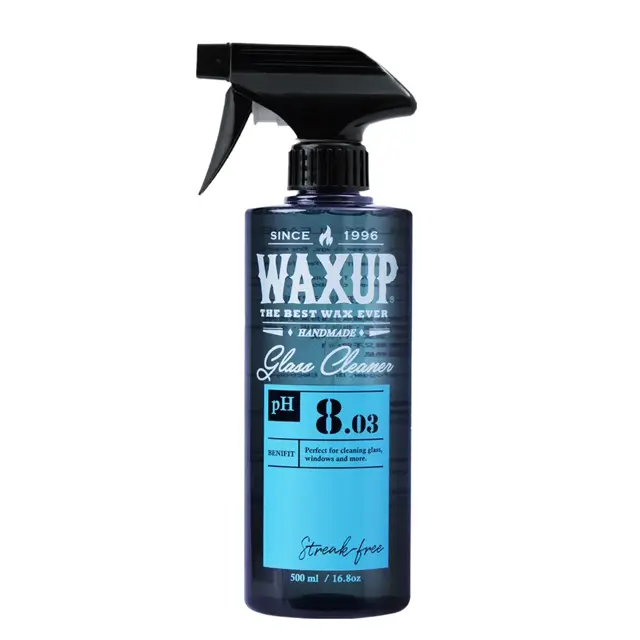 SINCE 1996
WAXUP®
THE BEST WAX EVER
HANDMADE
Glass Cleaner
pH 8.03
BENIFIT
Perfect for cleaning glass,
windows and more.
Streak-free
500 ml / 16.8oz